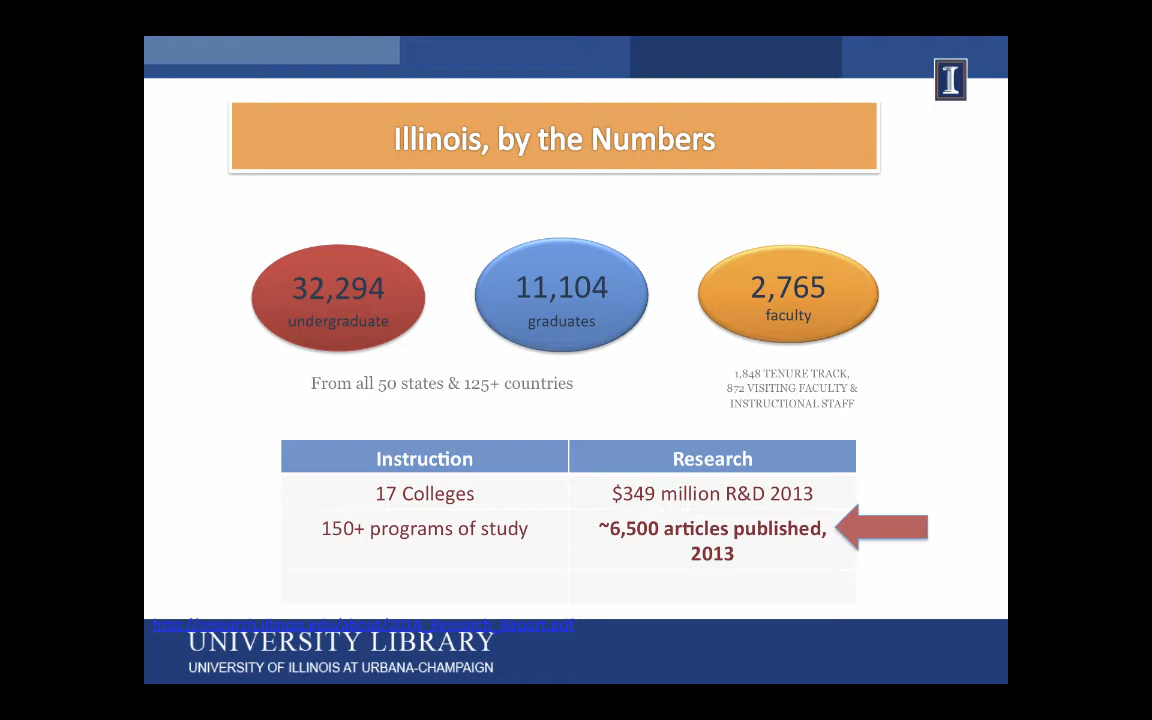 I
Illinois, by the Numbers
32,294
undergraduate
11,104
graduates
2,765
faculty
From all 50 states & 125+ countries
1,848 TENURE TRACK,
872 VISITING FACULTY &
INSTRUCTIONAL STAFF
Instruction Research
17 Colleges $349 million R&D 2013
150+ programs of study ~6,500 articles published,
2013
UNIVERSITY LIBRARY
UNIVERSITY OF ILLINOIS AT URBANA-CHAMPAIGN